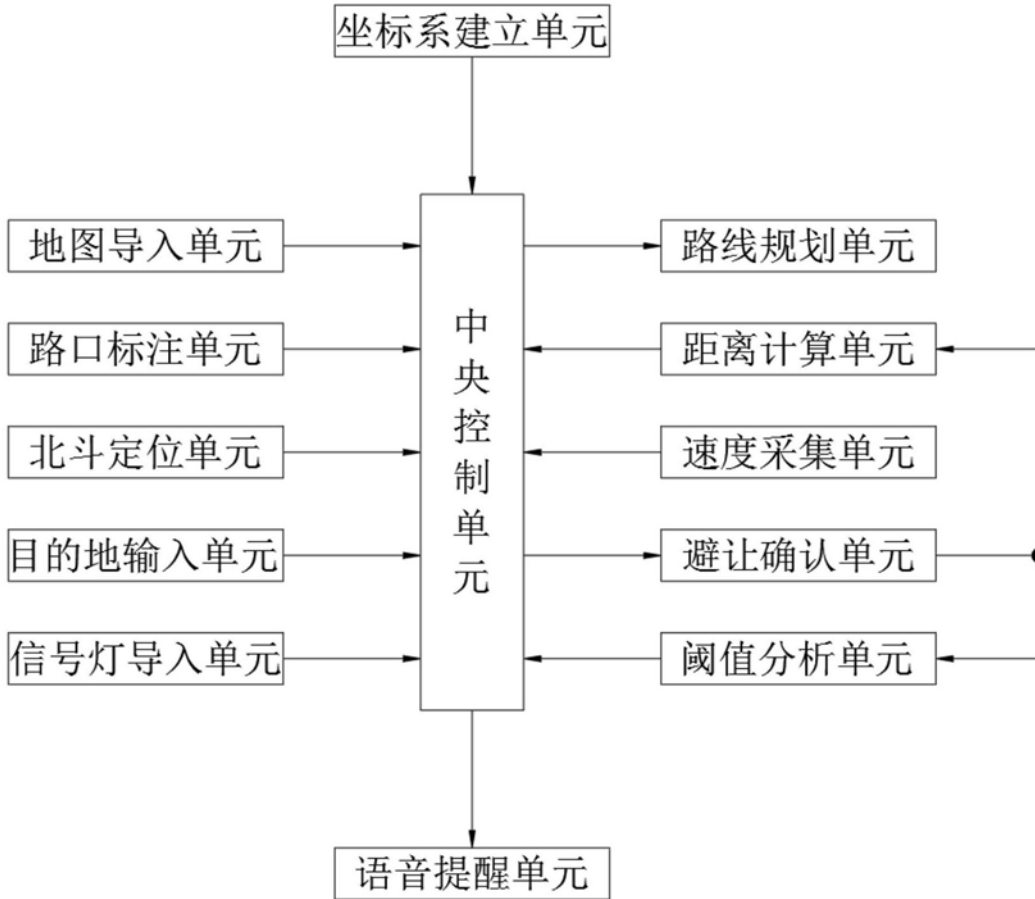 坐标系建立单元
地图导入单元
路线规划单元
路口标注单元
距离计算单元
中央控制单元
北斗定位单元
速度采集单元
目的地输入单元
避让确认单元
信号灯导入单元
阈值分析单元
语音提醒单元